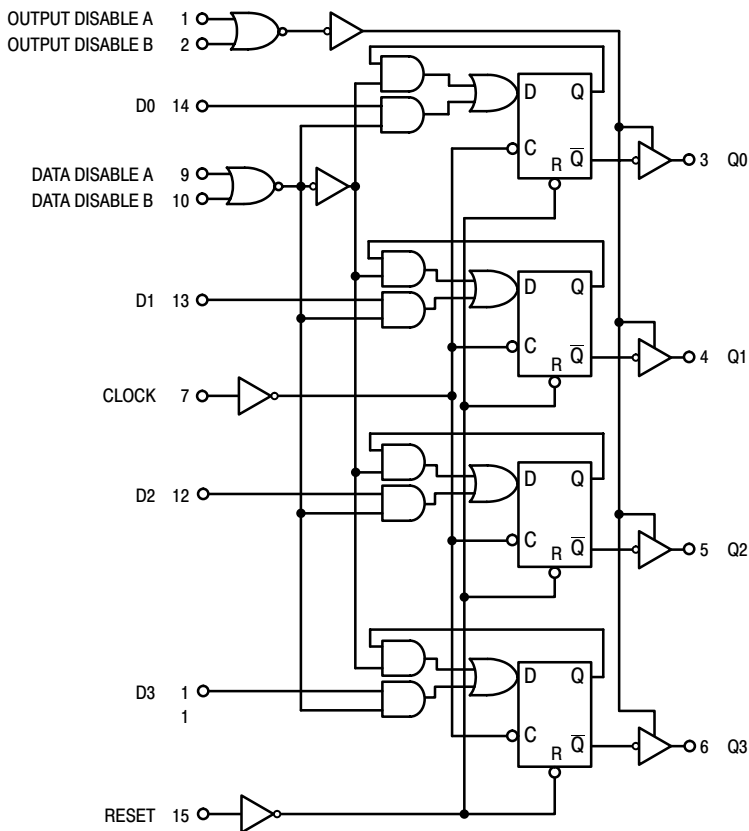 OUTPUT DISABLE A 1
OUTPUT DISABLE B 2
D Q
D0 14
C
Q̅
3 Q0
R
DATA DISABLE A 9
DATA DISABLE B 10
D Q
D1 13
C
Q̅
4 Q1
R
CLOCK 7
D Q
D2 12
C
Q̅
5 Q2
R
D Q
D3 1
1
C
Q̅
6 Q3
R
RESET 15